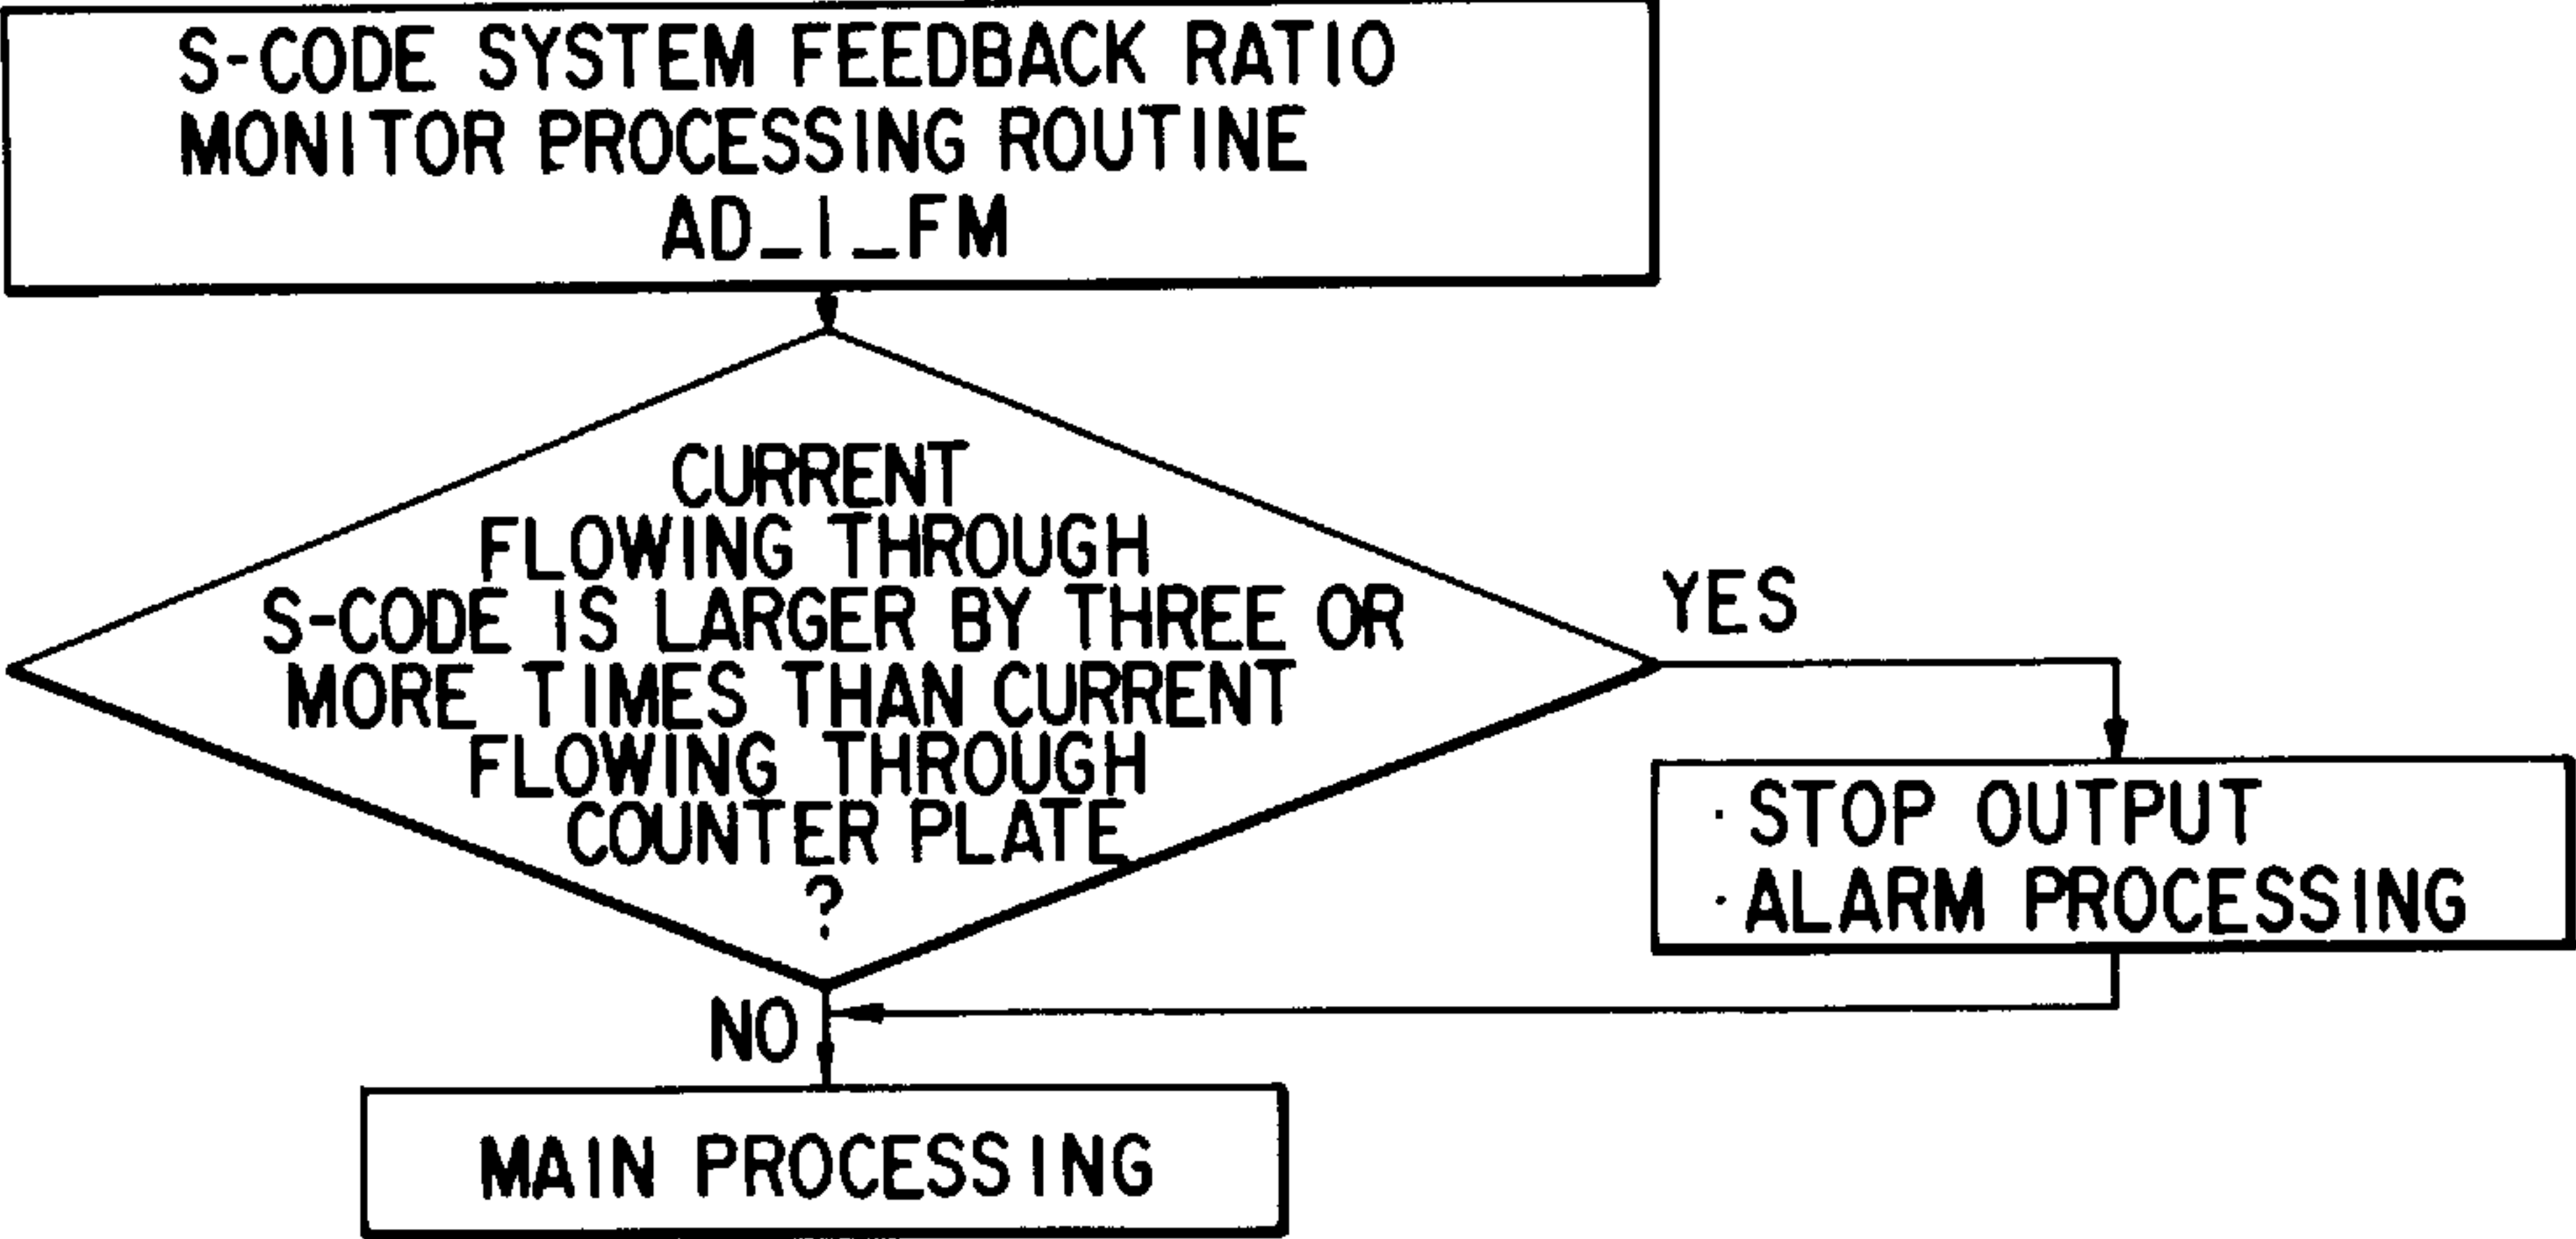 S-CODE SYSTEM FEEDBACK RATIO
MONITOR PROCESSING ROUTINE
AD_I_FM
CURRENT
FLOWING THROUGH
S-CODE IS LARGER BY THREE OR
MORE TIMES THAN CURRENT
FLOWING THROUGH
COUNTER PLATE
?
YES
· STOP OUTPUT
· ALARM PROCESSING
NO
MAIN PROCESSING